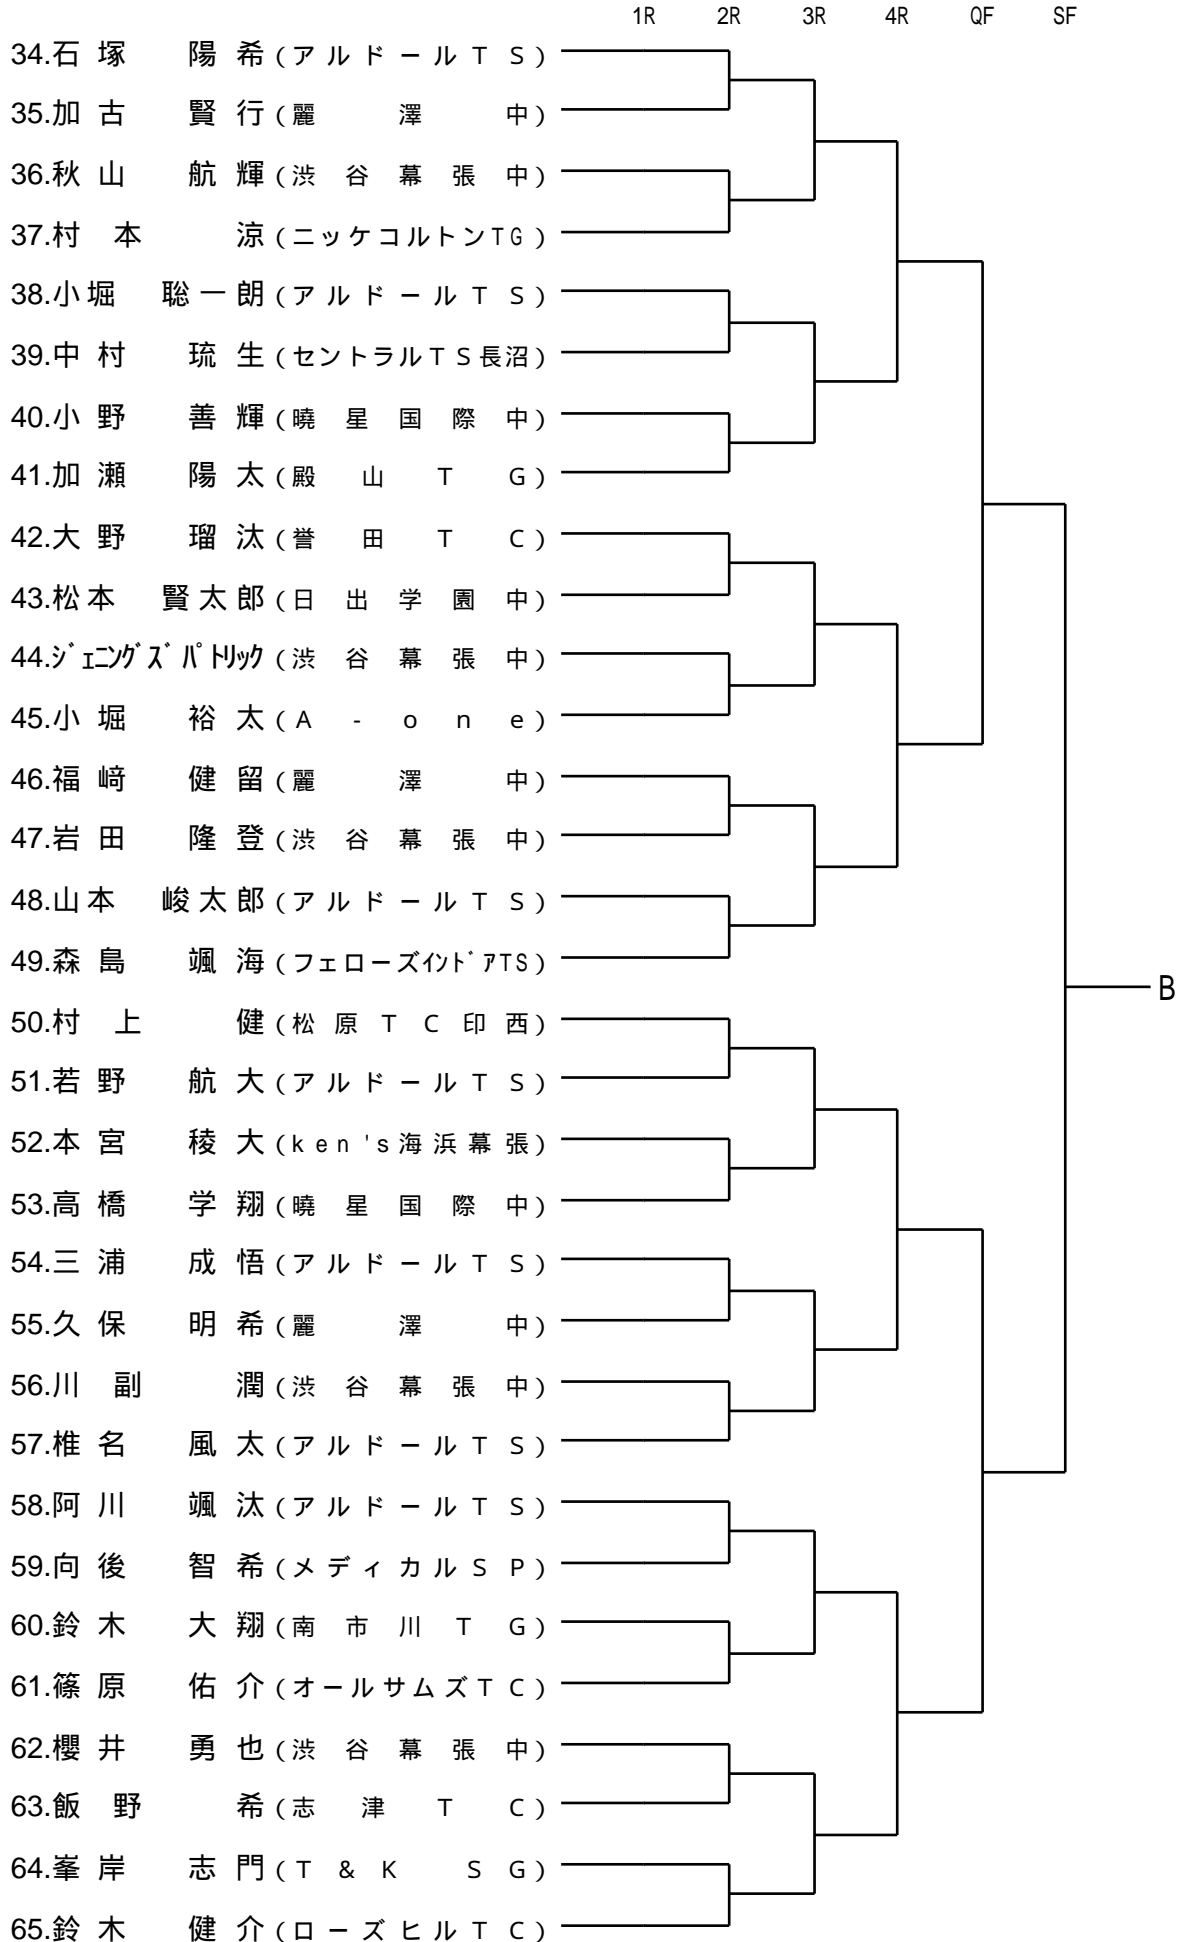 1R 2R 3R 4R QF SF
34.石塚 陽希(アルドールTS)
35.加古 賢行(麗澤中)
36.秋山 航輝(渋谷幕張中)
37.村本 涼(ニッケコルトンTG)
38.小堀 聡一朗(アルドールTS)
39.中村 琉生(セントラルTS長沼)
40.小野 善輝(暁星国際中)
41.加瀬 陽太(殿山TG)
42.大野 瑠汰(誉田TC)
43.松本 賢太郎(日出学園中)
44.ジェニングズパトリック(渋谷幕張中)
45.小堀 裕太(A-one)
46.福﨑 健留(麗澤中)
47.岩田 隆登(渋谷幕張中)
48.山本 峻太郎(アルドールTS)
49.森島 颯海(フェローズインドアTS)
B
50.村上 健(松原TC印西)
51.若野 航大(アルドールTS)
52.本宮 稜大(ken's海浜幕張)
53.高橋 学翔(暁星国際中)
54.三浦 成悟(アルドールTS)
55.久保 明希(麗澤中)
56.川副 潤(渋谷幕張中)
57.椎名 風太(アルドールTS)
58.阿川 颯汰(アルドールTS)
59.向後 智希(メディカルSP)
60.鈴木 大翔(南市川TG)
61.篠原 佑介(オールサムズTC)
62.櫻井 勇也(渋谷幕張中)
63.飯野 希(志津TC)
64.峯岸 志門(T&K SG)
65.鈴木 健介(ローズヒルTC)